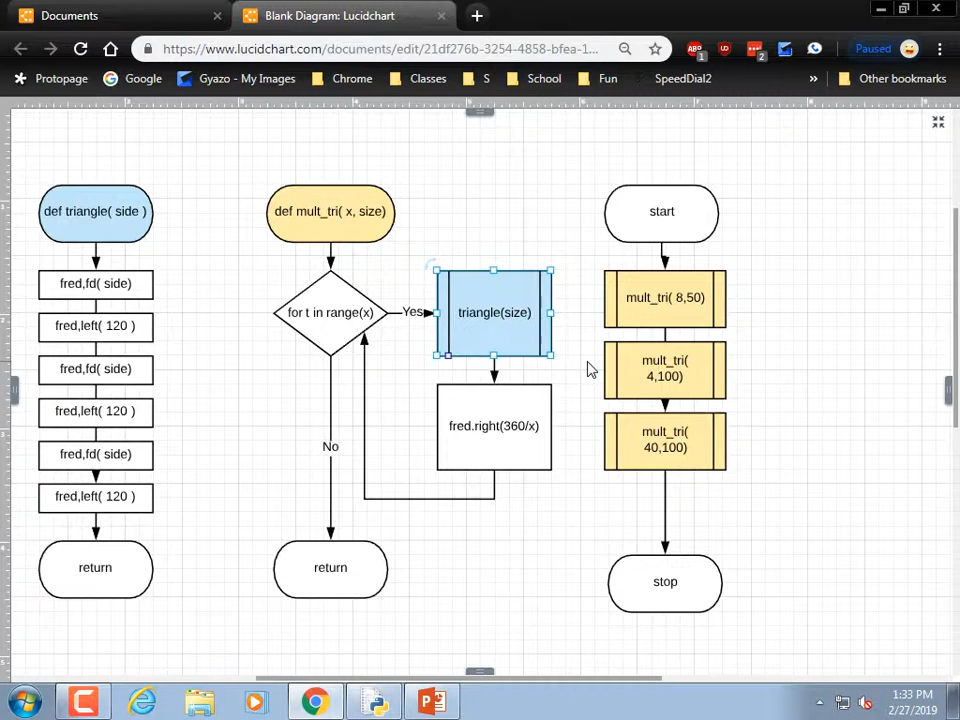 Documents
Blank Diagram: Lucidchart
https://www.lucidchart.com/documents/edit/21df276b-3254-4858-bfea-1...
ABP
1
2
Paused
Protopage
Google
Gyazo - My Images
Chrome
Classes
S
School
Fun
SpeedDial2
»
Other bookmarks
def triangle( side )
fred,fd( side)
fred,left( 120 )
fred,fd( side)
fred,left( 120 )
fred,fd( side)
fred,left( 120 )
return
def mult_tri( x, size)
for t in range(x)
Yes
triangle(size)
fred.right(360/x)
No
return
start
mult_tri( 8,50)
mult_tri(
4,100)
mult_tri(
40,100)
stop
1:33 PM
2/27/2019